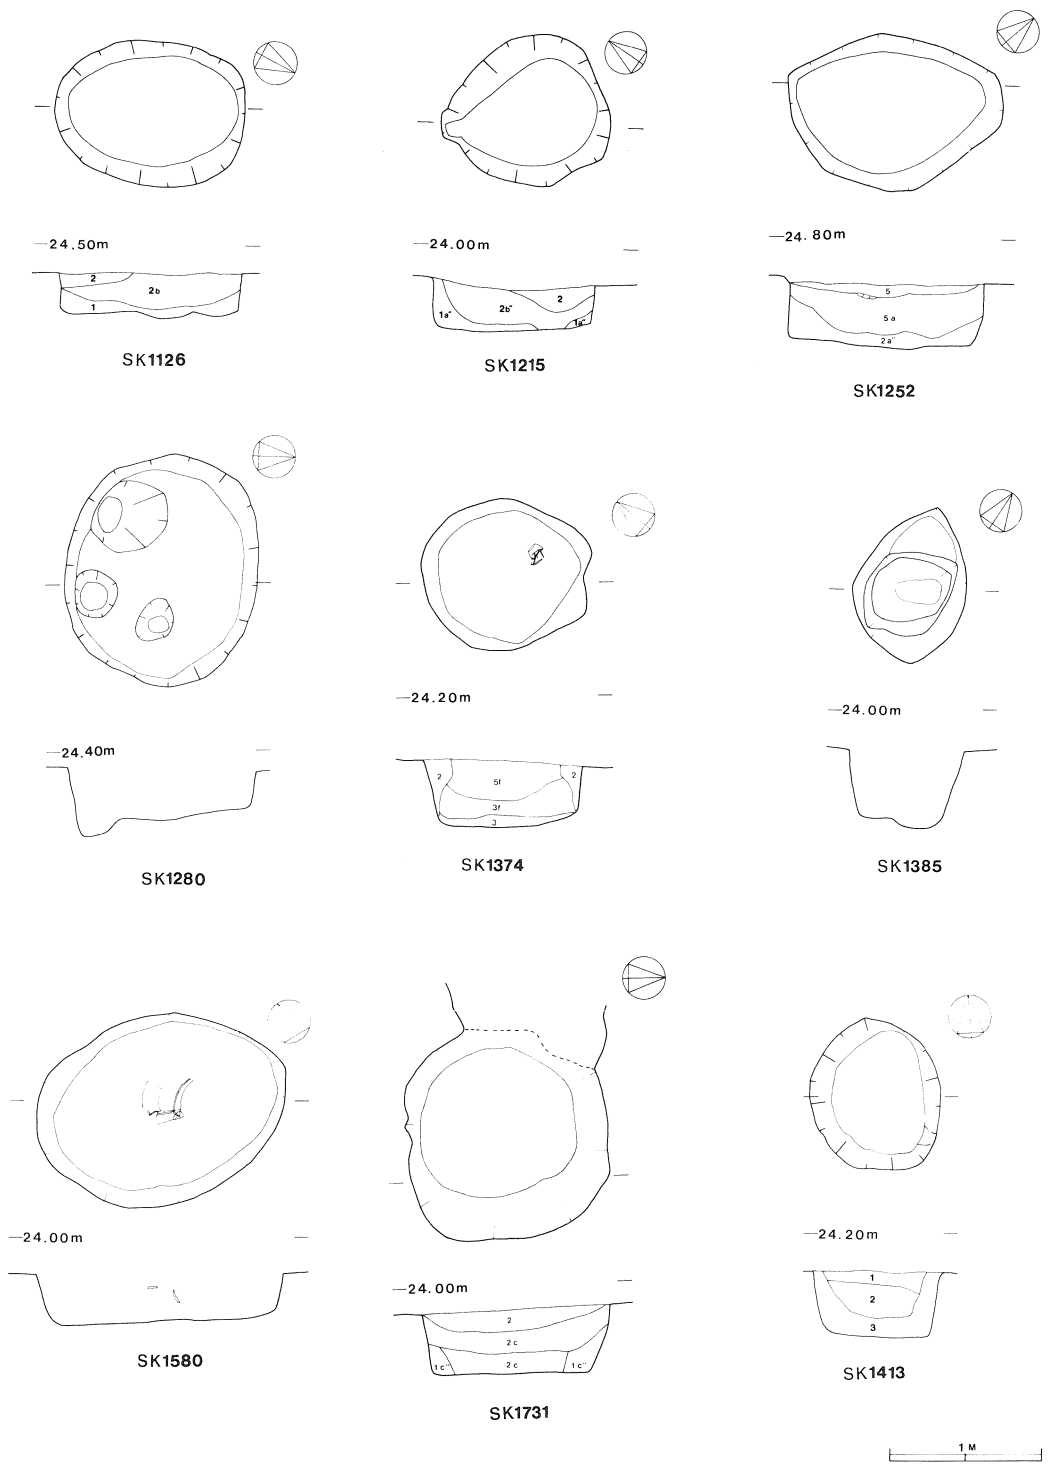 24.50m
2
2b
1
SK1126
24.00m
1a"
2b"
2
1a"
SK1215
24.80m
5
5a
2a"
SK1252
24.40m
SK1280
24.20m
2
5f
2
3f
3
SK1374
24.00m
SK1385
24.00m
SK1580
24.00m
2
2c
1c"
2c
1c"
SK1731
24.20m
1
2
3
SK1413
1 M